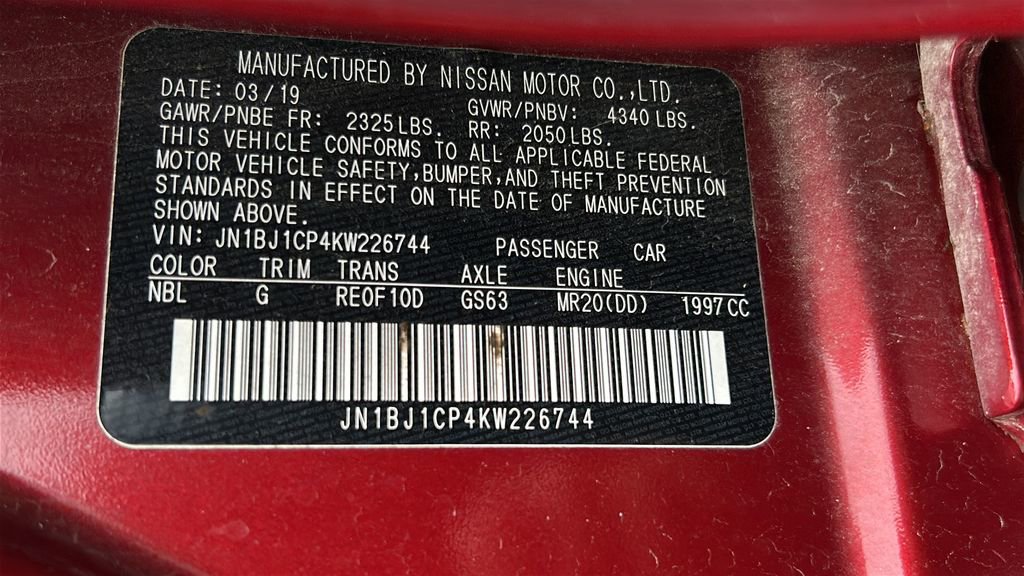 MANUFACTURED BY NISSAN MOTOR CO.,LTD.
DATE: 03/19 GVWR/PNBV: 4340 LBS.
GAWR/PNBE FR: 2325 LBS. RR: 2050 LBS.
THIS VEHICLE CONFORMS TO ALL APPLICABLE FEDERAL
MOTOR VEHICLE SAFETY,BUMPER,AND THEFT PREVENTION
STANDARDS IN EFFECT ON THE DATE OF MANUFACTURE
SHOWN ABOVE.
VIN: JN1BJ1CP4KW226744 PASSENGER CAR
COLOR TRIM TRANS AXLE ENGINE
NBL G REOF10D GS63 MR20(DD) 1997 CC
JN1BJ1CP4KW226744